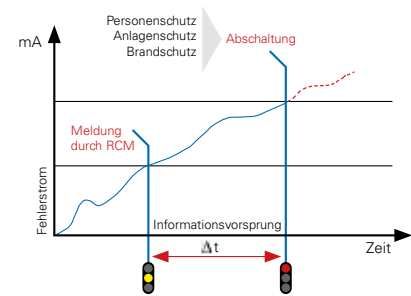 Personenschutz
Anlagenschutz
Brandschutz
Abschaltung
mA
Meldung
durch RCM
Fehlerstrom
Informationsvorsprung
Δt
Zeit